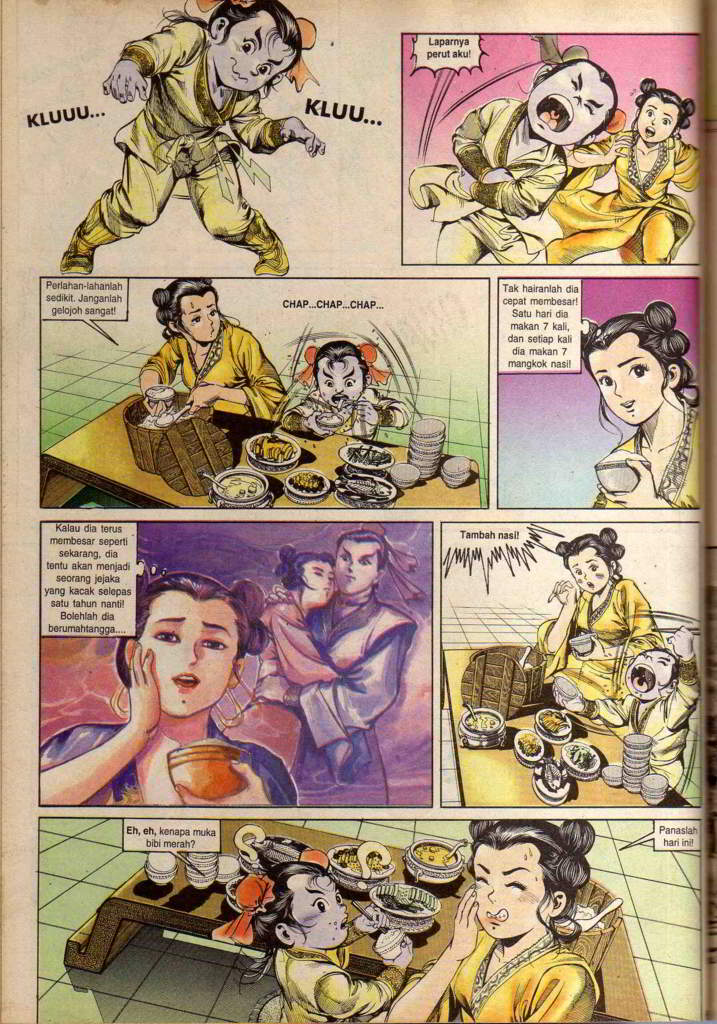 KLUUU...
KLUU...
Laparnya
perut aku!
Perlahan-lahanlah
sedikit. Janganlah
gelojoh sangat!
CHAP...CHAP...CHAP...
Tak hairanlah dia
cepat membesar!
Satu hari dia
makan 7 kali,
dan setiap kali
dia makan 7
mangkok nasi!
Kalau dia terus
membesar seperti
sekarang, dia
tentu akan menjadi
seorang jejaka
yang kacak selepas
satu tahun nanti!
Bolehlah dia
berumahtangga....
Tambah nasi!
Eh, eh, kenapa muka
bibi merah?
Panaslah
hari ini!